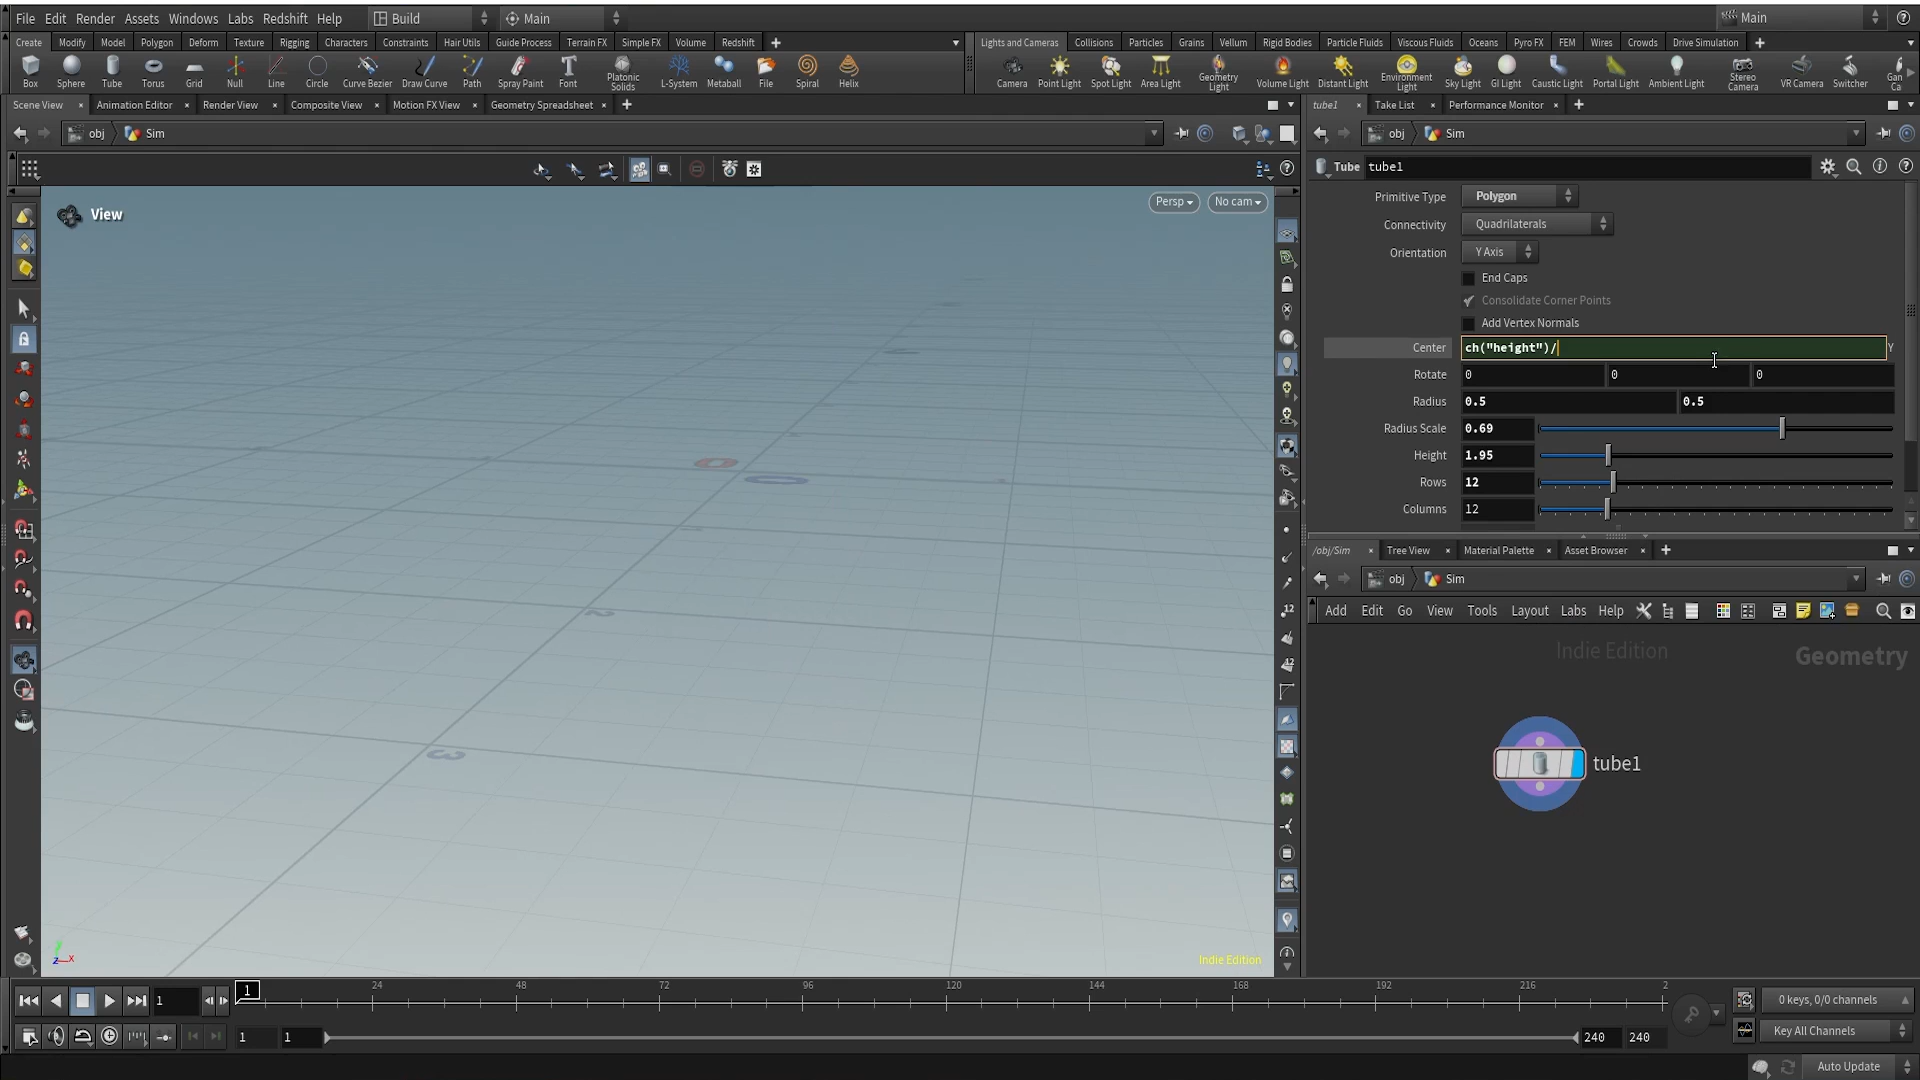 File Edit Render Assets Windows Labs Redshift Help Build Main Main
Create Modify Model Polygon Deform Texture Rigging Characters Constraints Hair Utils Guide Process Terrain FX Simple FX Volume Redshift
Lights and Cameras Collisions Particles Grains Vellum Rigid Bodies Particle Fluids Viscous Fluids Oceans Pyro FX FEM Wires Crowds Drive Simulation
Box Sphere Tube Torus Grid Null Line Circle Curve Bezier Draw Curve Path Spray Paint Font Platonic Solids L-System Metaball File Spiral Helix
Camera Point Light Spot Light Area Light Geometry Light Volume Light Distant Light Environment Light Sky Light GI Light Caustic Light Portal Light Ambient Light Stereo Camera VR Camera Switcher Gan Ca
Scene View Animation Editor Render View Composite View Motion FX View Geometry Spreadsheet
tube1 Take List Performance Monitor
obj Sim
obj Sim
Tube tube1
View
Persp No cam
Primitive Type Polygon
Connectivity Quadrilaterals
Orientation Y Axis
End Caps
Consolidate Corner Points
Add Vertex Normals
Center ch("height")/ Y
Rotate 0 0 0
Radius 0.5 0.5
Radius Scale 0.69
Height 1.95
Rows 12
Columns 12
/obj/Sim Tree View Material Palette Asset Browser
obj Sim
Add Edit Go View Tools Layout Labs Help
Indie Edition
Geometry
tube1
0
0
2
3
12
12
y
z x
Indie Edition
1 1 24 48 72 96 120 144 168 192 216 2
0 keys, 0/0 channels
1 1 240 240
Key All Channels
Auto Update